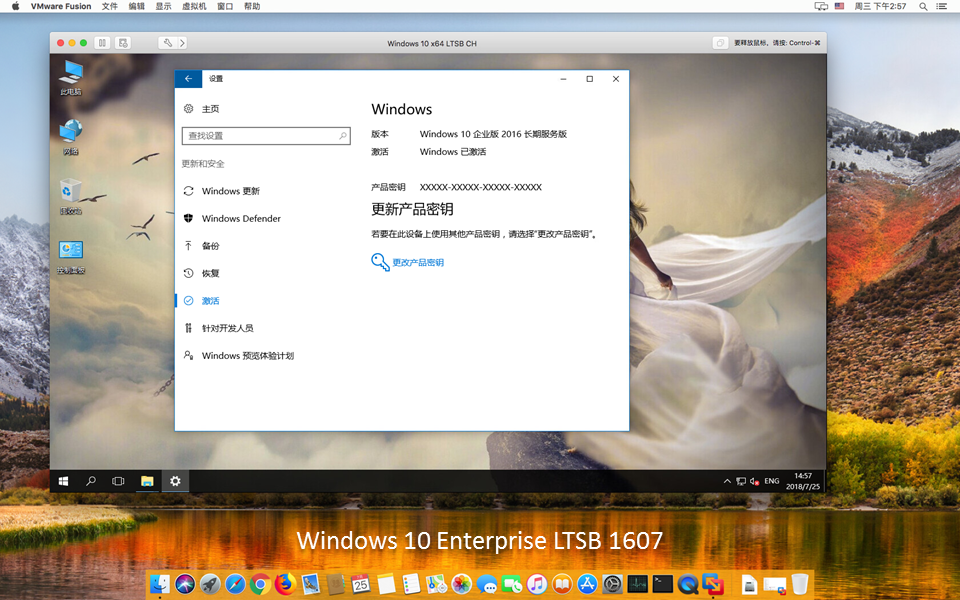 VMware Fusion 文件 编辑 显示 虚拟机 窗口 帮助 周三 下午2:57
Windows 10 x64 LTSB CH 要释放鼠标，请按: Control-⌘
此电脑
网络
回收站
控制面板
设置
主页
查找设置
更新和安全
Windows 更新
Windows Defender
备份
恢复
激活
针对开发人员
Windows 预览体验计划
Windows
版本 Windows 10 企业版 2016 长期服务版
激活 Windows 已激活
产品密钥 XXXXX-XXXXX-XXXXX-XXXXX
更新产品密钥
若要在此设备上使用其他产品密钥，请选择“更改产品密钥”。
更改产品密钥
ENG
14:57
2018/7/25
Windows 10 Enterprise LTSB 1607
25